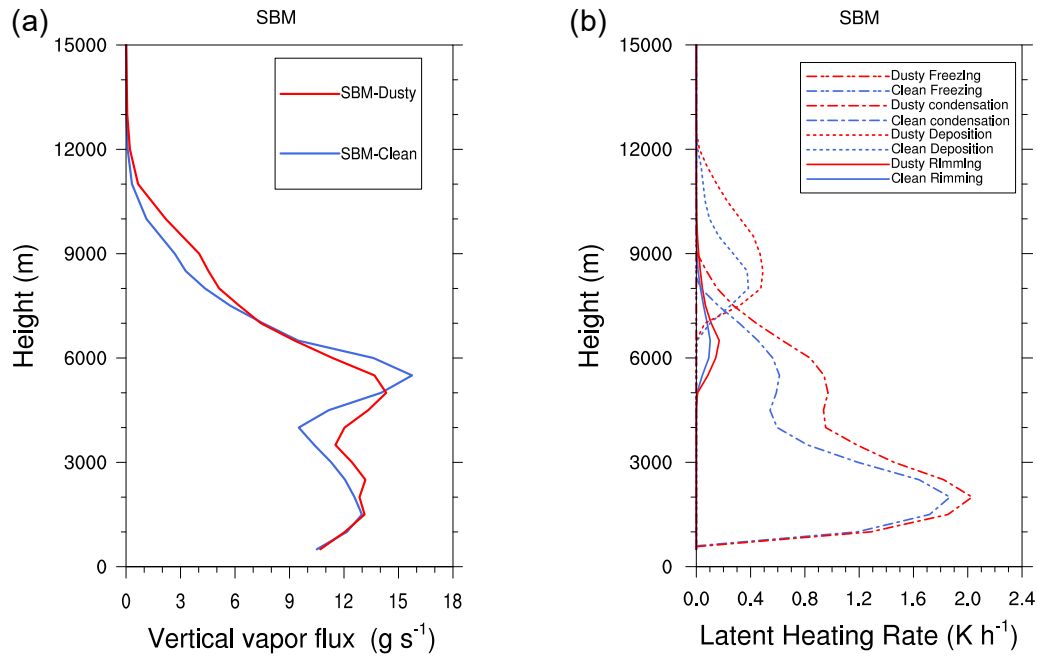 (a)
SBM
15000
12000
9000
6000
3000
0
Height (m)
SBM-Dusty
SBM-Clean
0 3 6 9 12 15 18
Vertical vapor flux (g s⁻¹)
(b)
SBM
15000
12000
9000
6000
3000
0
Height (m)
Dusty Freezing
Clean Freezing
Dusty condensation
Clean condensation
Dusty Deposition
Clean Deposition
Dusty RImming
Clean Rimming
0.0 0.4 0.8 1.2 1.6 2.0 2.4
Latent Heating Rate (K h⁻¹)